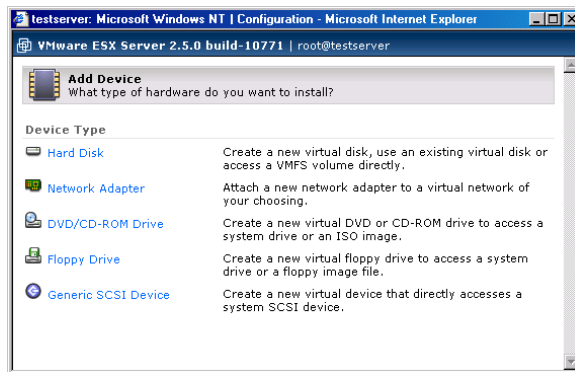 testserver: Microsoft Windows NT | Configuration - Microsoft Internet Explorer
VMware ESX Server 2.5.0 build-10771 | root@testserver
Add Device
What type of hardware do you want to install?
Device Type
Hard Disk
Create a new virtual disk, use an existing virtual disk or
access a VMFS volume directly.
Network Adapter
Attach a new network adapter to a virtual network of
your choosing.
DVD/CD-ROM Drive
Create a new virtual DVD or CD-ROM drive to access a
system drive or an ISO image.
Floppy Drive
Create a new virtual floppy drive to access a system
drive or a floppy image file.
Generic SCSI Device
Create a new virtual device that directly accesses a
system SCSI device.